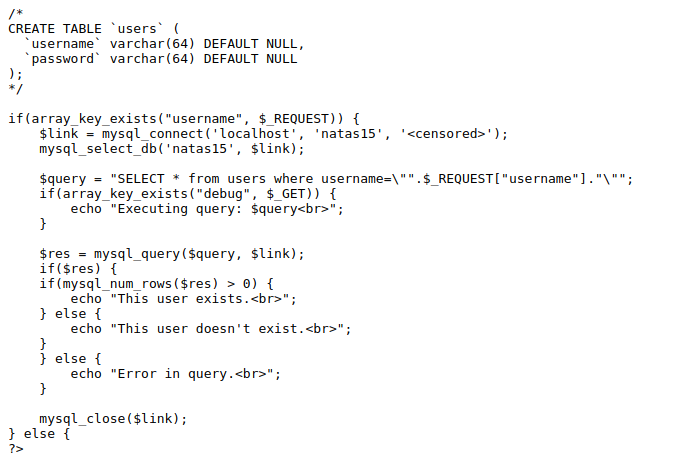 /*
CREATE TABLE `users` (
  `username` varchar(64) DEFAULT NULL,
  `password` varchar(64) DEFAULT NULL
);
*/

if(array_key_exists("username", $_REQUEST)) {
    $link = mysql_connect('localhost', 'natas15', '<censored>');
    mysql_select_db('natas15', $link);

    $query = "SELECT * from users where username=\"".$_REQUEST["username"]."\"";
    if(array_key_exists("debug", $_GET)) {
        echo "Executing query: $query<br>";
    }

    $res = mysql_query($query, $link);
    if($res) {
    if(mysql_num_rows($res) > 0) {
        echo "This user exists.<br>";
    } else {
        echo "This user doesn't exist.<br>";
    }
    } else {
        echo "Error in query.<br>";
    }

    mysql_close($link);
} else {
?>